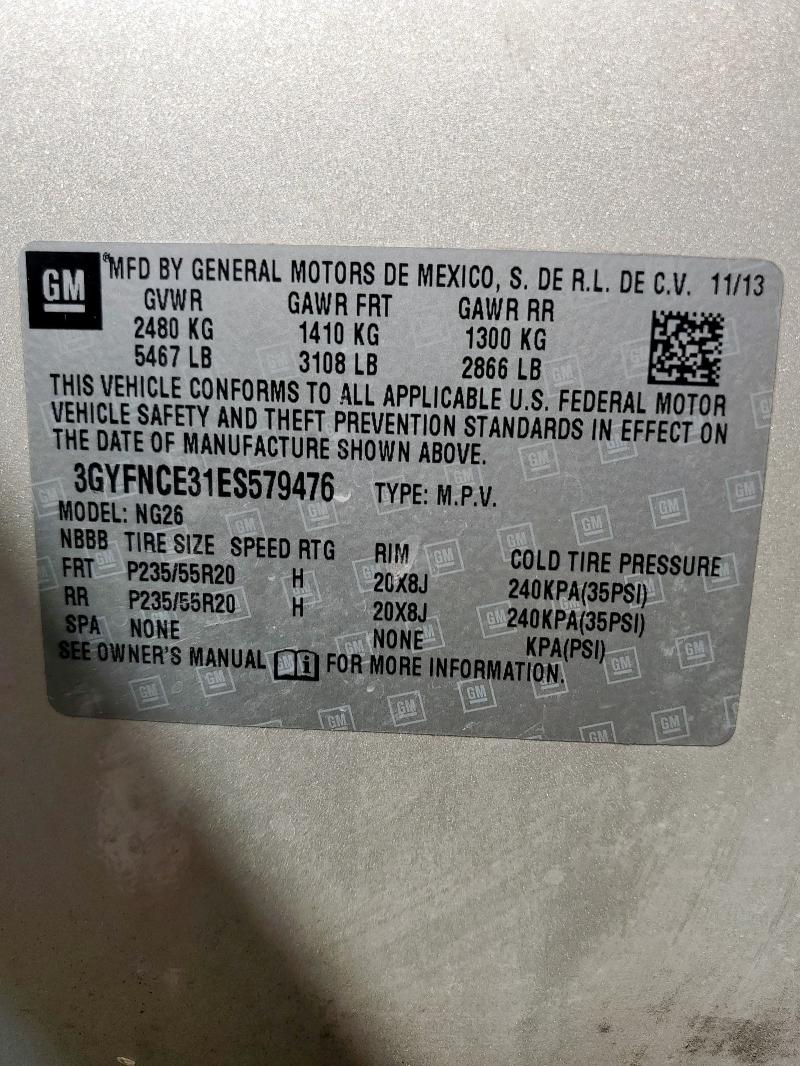 GM ® MFD BY GENERAL MOTORS DE MEXICO, S. DE R.L. DE C.V. 11/13
GVWR GAWR FRT GAWR RR
2480 KG 1410 KG 1300 KG
5467 LB 3108 LB 2866 LB
THIS VEHICLE CONFORMS TO ALL APPLICABLE U.S. FEDERAL MOTOR
VEHICLE SAFETY AND THEFT PREVENTION STANDARDS IN EFFECT ON
THE DATE OF MANUFACTURE SHOWN ABOVE.
3GYFNCE31ES579476 TYPE: M.P.V.
MODEL: NG26
NBBB TIRE SIZE SPEED RTG RIM COLD TIRE PRESSURE
FRT P235/55R20 H 20X8J 240KPA(35PSI)
RR P235/55R20 H 20X8J 240KPA(35PSI)
SPA NONE NONE KPA(PSI)
SEE OWNER'S MANUAL i FOR MORE INFORMATION.